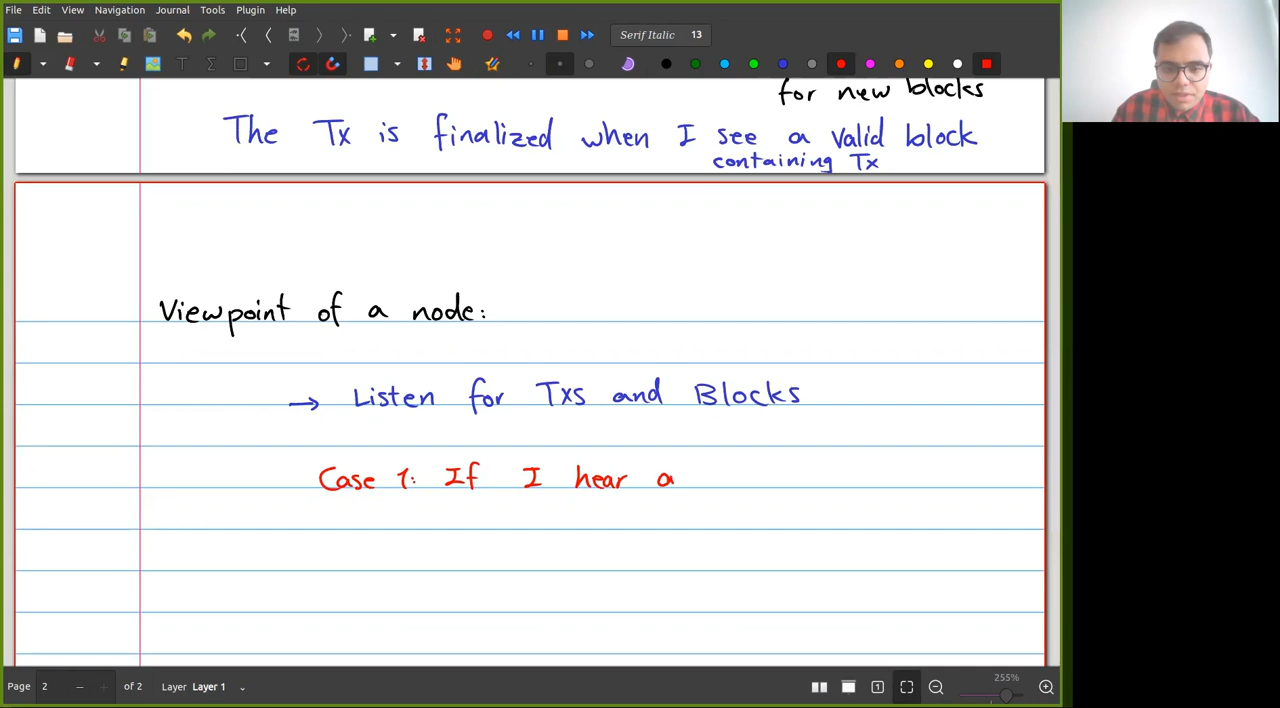 File Edit View Navigation Journal Tools Plugin Help
Serif Italic 13
for new blocks
The Tx is finalized when I see a valid block
containing Tx
Viewpoint of a node:
→ Listen for Txs and Blocks
Case 1: If I hear a
Page 2 − + of 2 Layer Layer 1
255%